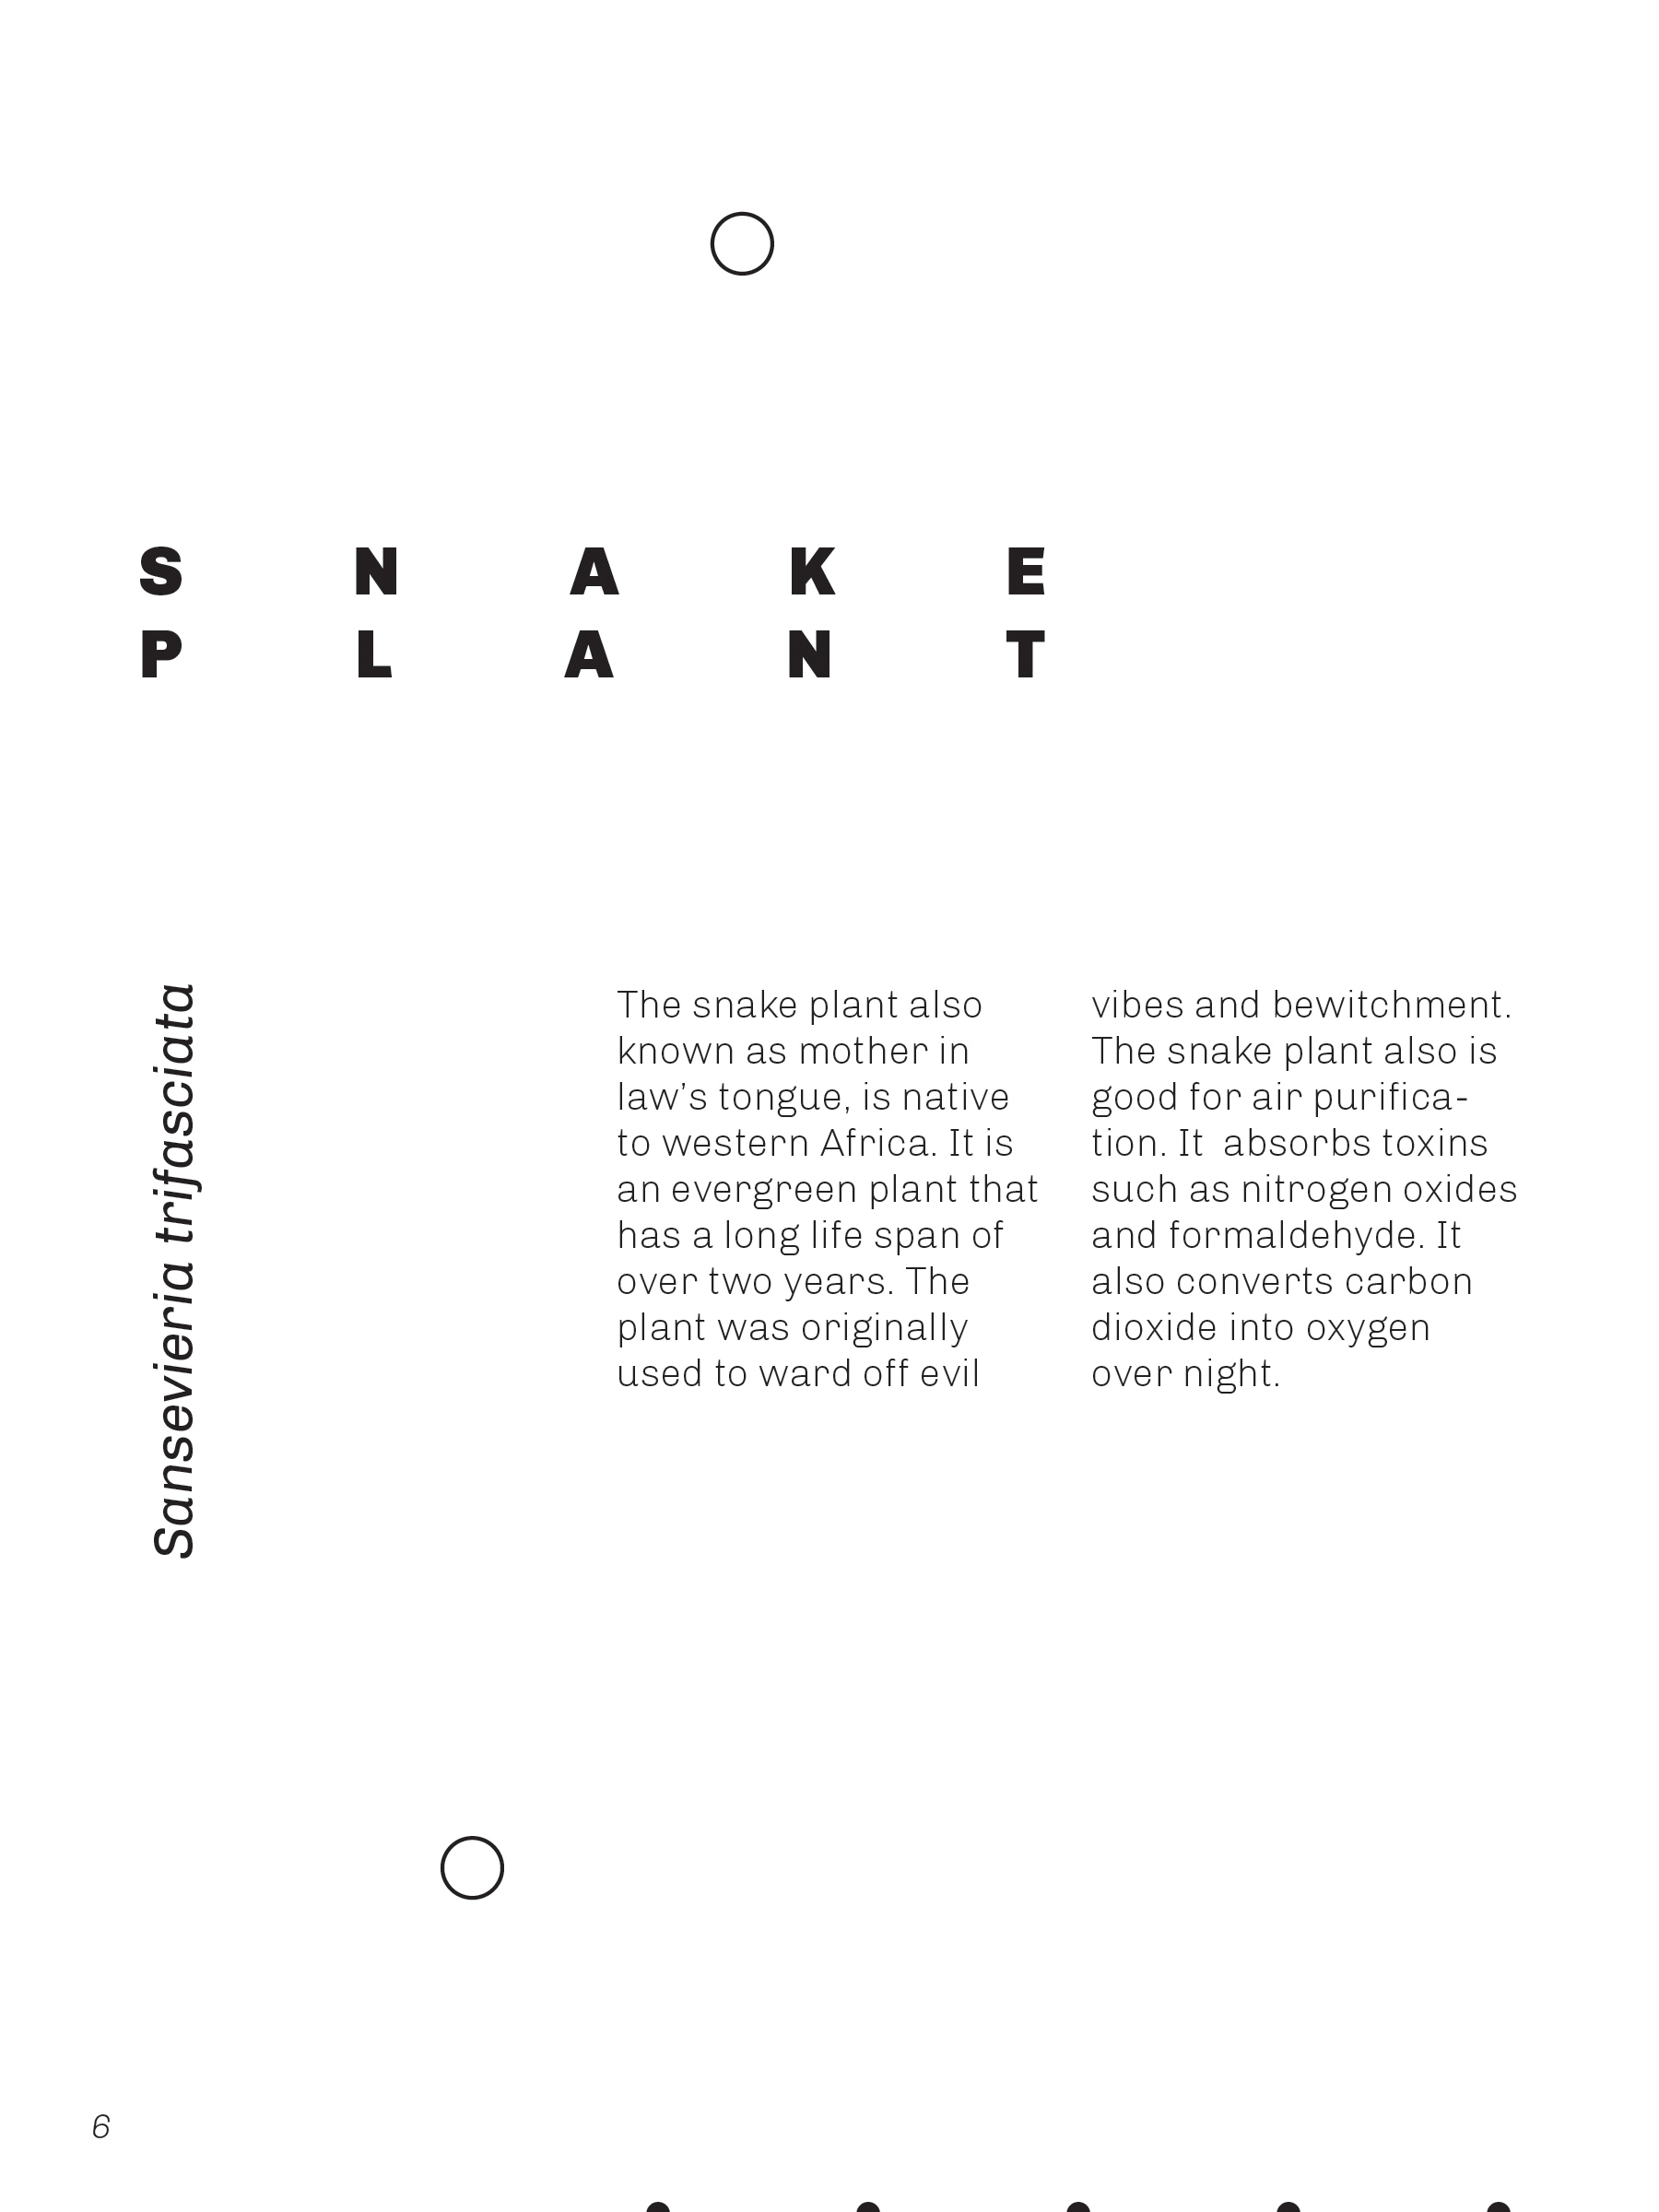 S N A K E
P L A N T
Sansevieria trifasciata
The snake plant also
known as mother in
law’s tongue, is native
to western Africa. It is
an evergreen plant that
has a long life span of
over two years. The
plant was originally
used to ward off evil
vibes and bewitchment.
The snake plant also is
good for air purifica-
tion. It  absorbs toxins
such as nitrogen oxides
and formaldehyde. It
also converts carbon
dioxide into oxygen
over night.
6